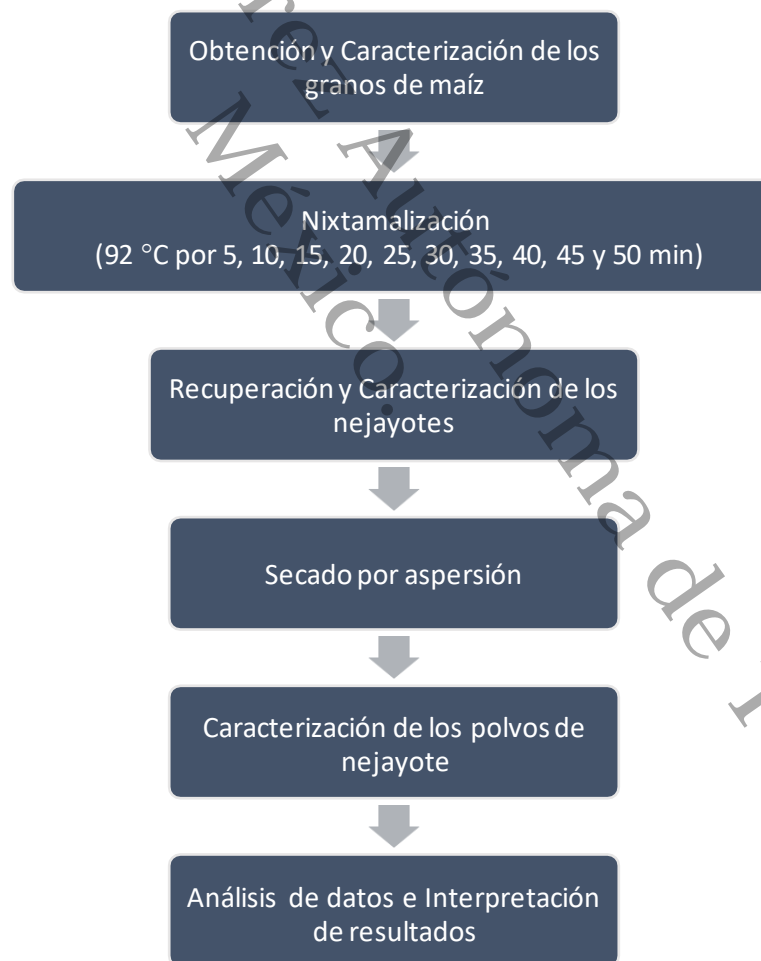 Obtención y Caracterización de los
granos de maíz
Nixtamalización
(92 °C por 5, 10, 15, 20, 25, 30, 35, 40, 45 y 50 min)
Recuperación y Caracterización de los
nejayotes
Secado por aspersión
Caracterización de los polvos de
nejayote
Análisis de datos e Interpretación
de resultados
Autónoma de
México.